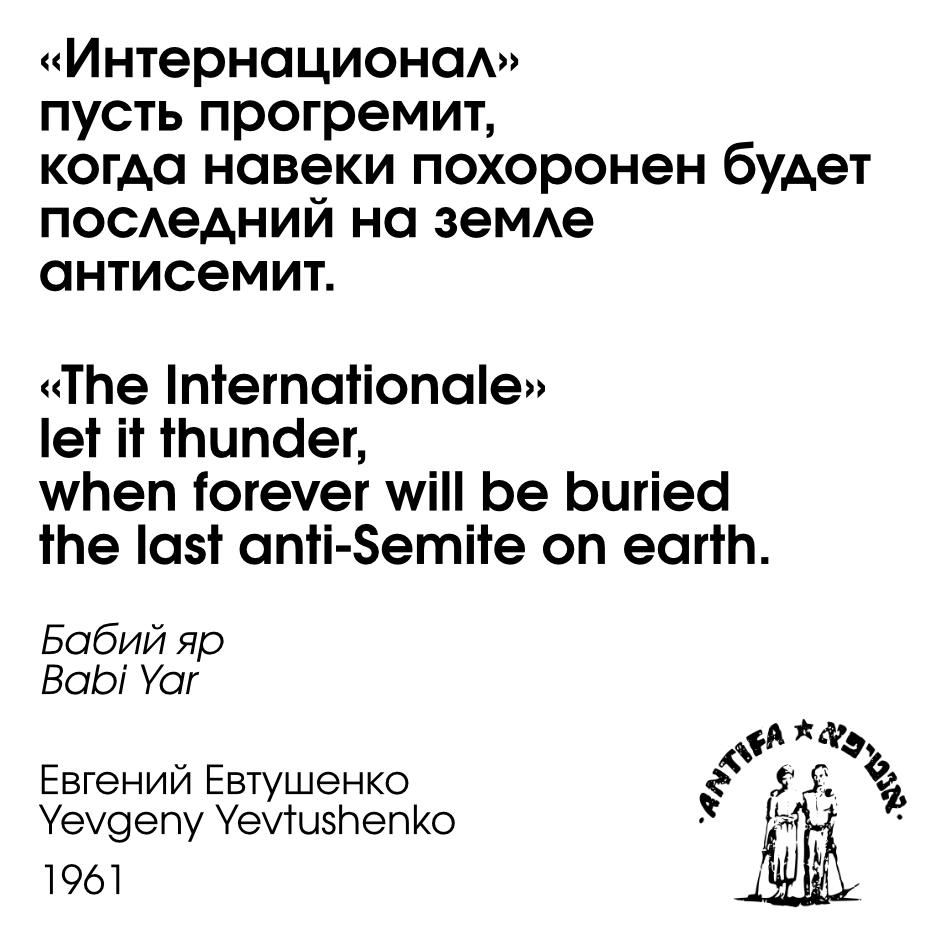 «Интернационал»
пусть прогремит,
когда навеки похоронен будет
последний на земле
антисемит.
«The Internationale»
let it thunder,
when forever will be buried
the last anti-Semite on earth.
Бабий яр
Babi Yar
Евгений Евтушенко
Yevgeny Yevtushenko
1961
ANTIFA ★ אנטיפא